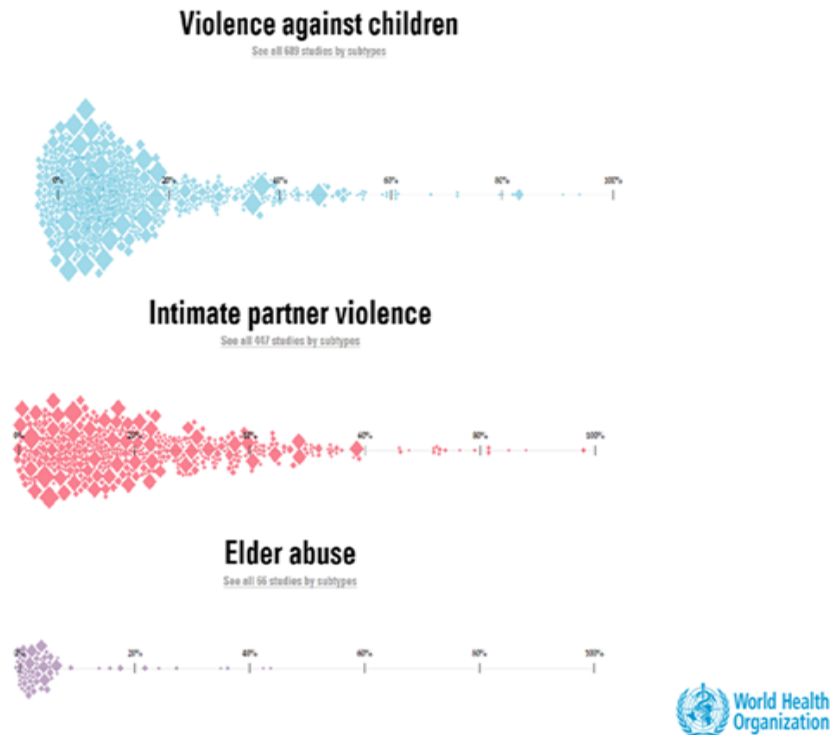 Violence against children
See all 689 studies by subtypes
0% 20% 40% 60% 80% 100%
Intimate partner violence
See all 447 studies by subtypes
0% 20% 40% 60% 80% 100%
Elder abuse
See all 66 studies by subtypes
0% 20% 40% 60% 80% 100%
World Health
Organization